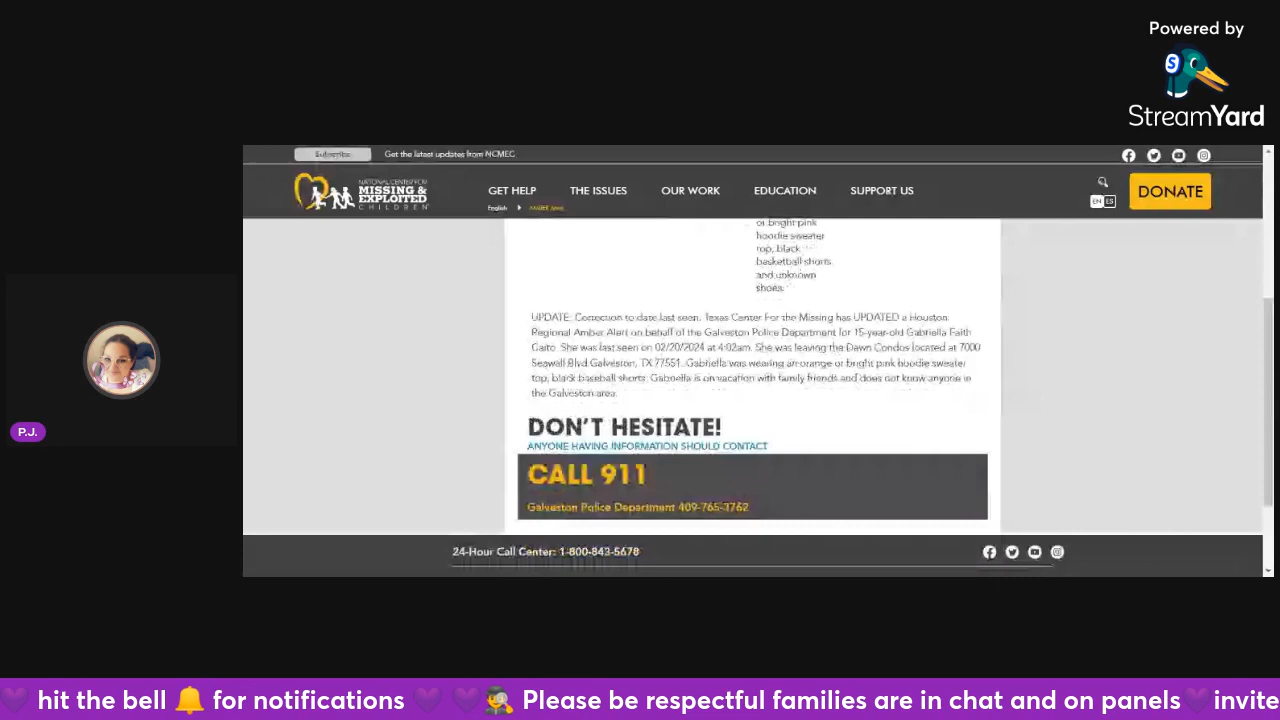 Powered by
StreamYard
Subscribe
Get the latest updates from NCMEC
NATIONAL CENTER FOR
MISSING &
EXPLOITED
CHILDREN
GET HELP
THE ISSUES
OUR WORK
EDUCATION
SUPPORT US
EN ES
DONATE
English
AMBER Alert
or bright pink
hoodie sweater
top, black
basketball shorts
and unknown
shoes.
UPDATE: Correction to date last seen. Texas Center For the Missing has UPDATED a Houston
Regional Amber Alert on behalf of the Galveston Police Department for 15-year-old Gabriella Faith
She was last seen on 02/20/2024 at 4:02am. She was leaving the Dawn Condos located at 7000
Seawall Blvd Galveston, TX 77551. Gabriella was wearing an orange or bright pink hoodie sweater
top, black baseball shorts. Gabriella is on vacation with family friends and does not know anyone in
the Galveston area.
DON'T HESITATE!
ANYONE HAVING INFORMATION SHOULD CONTACT
CALL 911
Galveston Police Department 409-765-3762
24-Hour Call Center: 1-800-843-5678
P.J.
hit the bell 🔔 for notifications 💜 💜🕵️ Please be respectful families are in chat and on panels 💜 invite